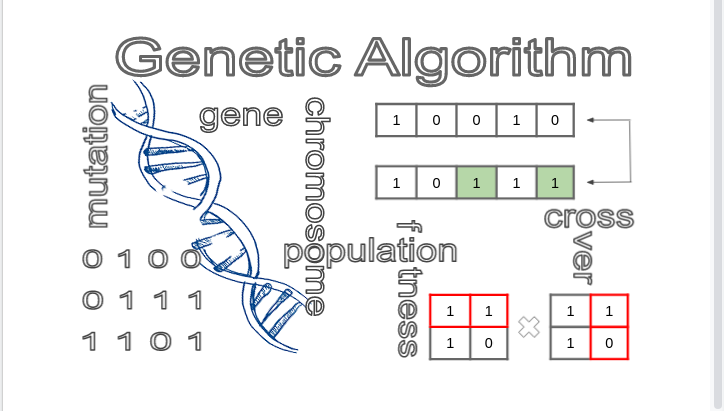 Genetic Algorithm
mutation
gene
chromosome
1 0 0 1 0
1 0 1 1 1
cross
over
population
fitness
0 1 0 0
0 1 1 1
1 1 0 1
1 1
1 0
1 1
1 0